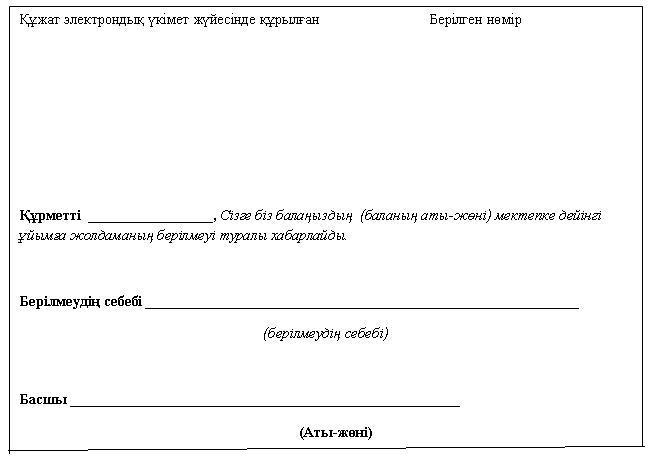 Құжат электрондық үкімет жүйесінде құрылған Берілген нөмір
Құрметті _________________, Сізге біз балаңыздың (баланың аты-жөні) мектепке дейінгі
ұйымға жолдаманың берілмеуі туралы хабарлайды.
Берілмеудің себебі ____________________________________________________________
(берілмеудің себебі)
Басшы ______________________________________________________
(Аты-жөні)